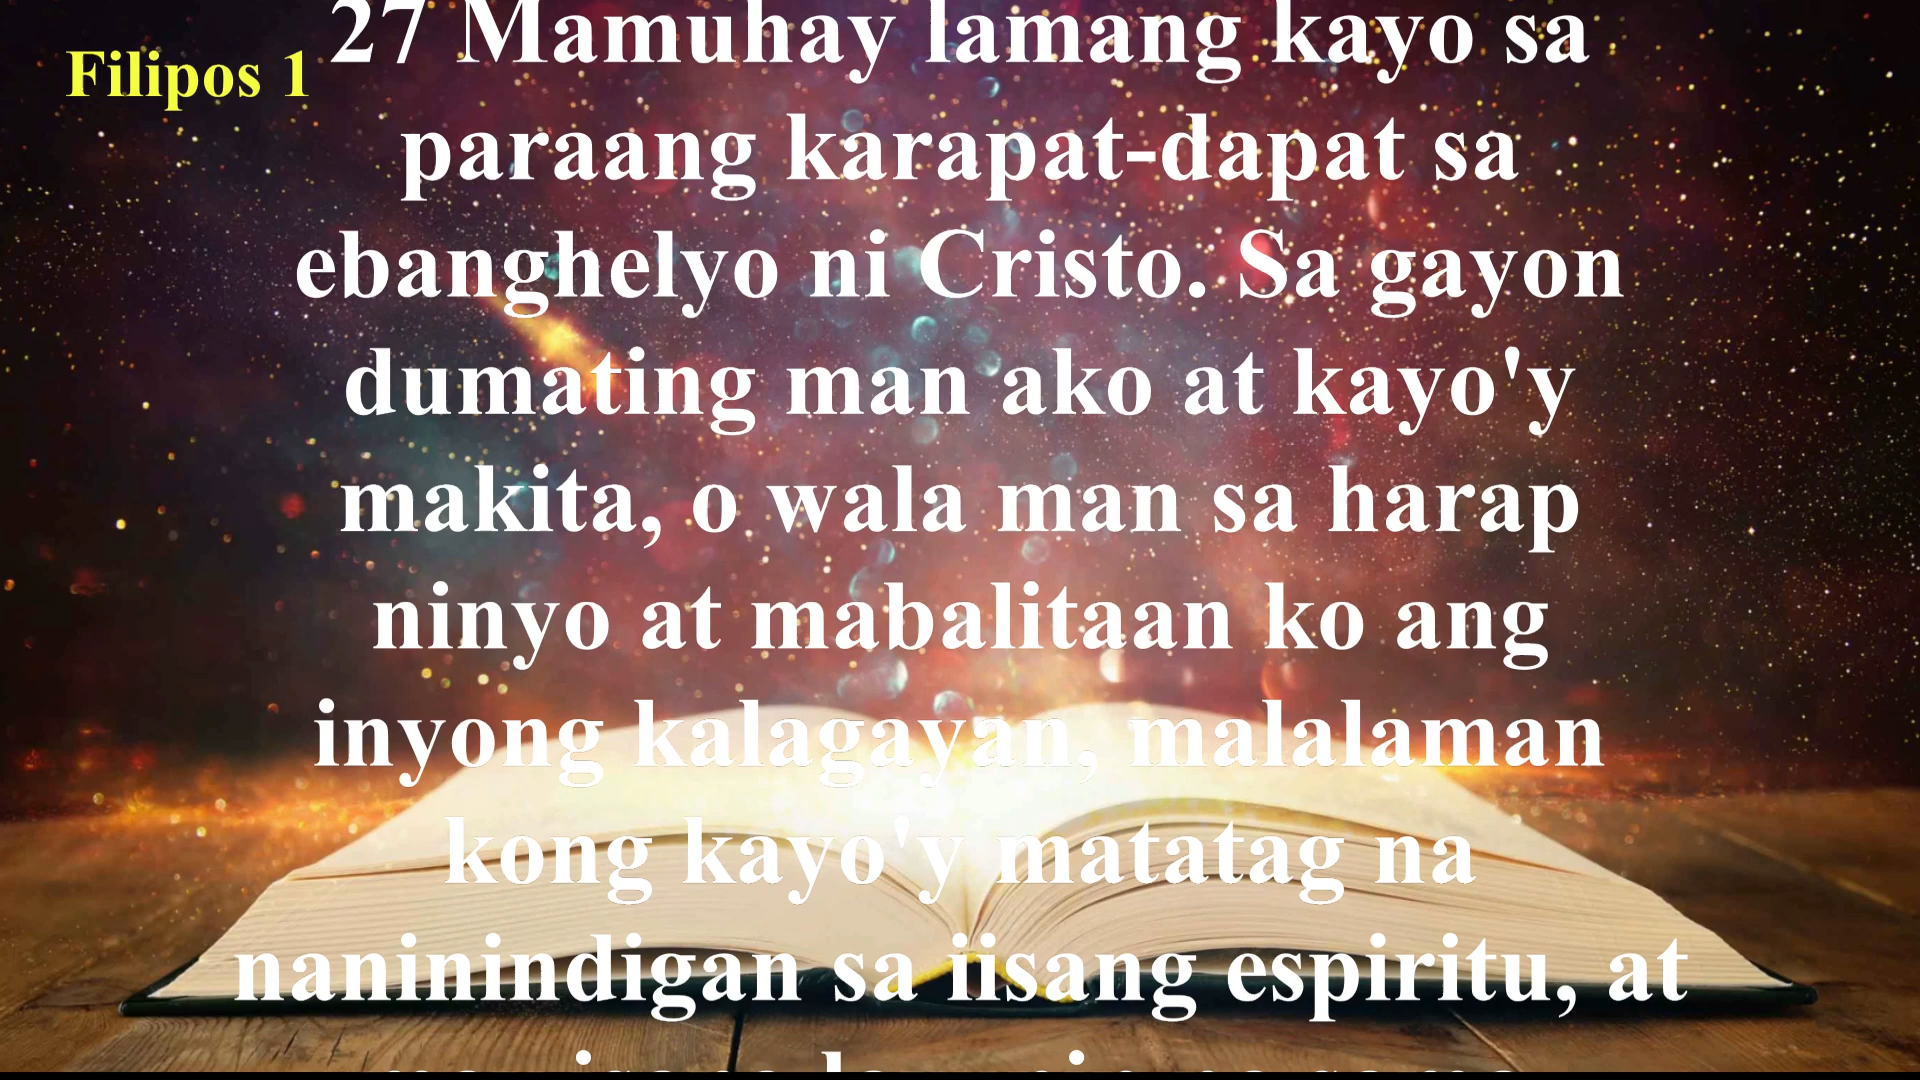 Filipos 1
27 Mamuhay lamang kayo sa
paraang karapat-dapat sa
ebanghelyo ni Cristo. Sa gayon
dumating man ako at kayo'y
makita, o wala man sa harap
ninyo at mabalitaan ko ang
inyong kalagayan, malalaman
kong kayo'y matatag na
naninindigan sa iisang espiritu, at